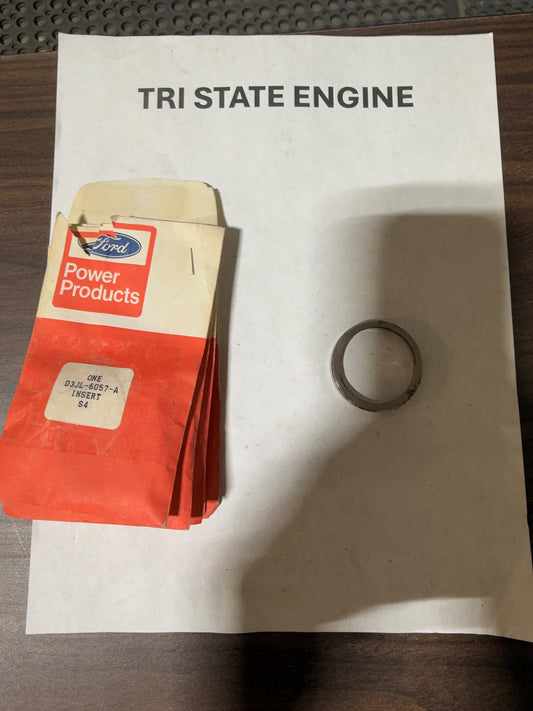 TRI STATE ENGINE
Ford
Power
Products
ONE
D3JL-6057-A
INSERT
S4